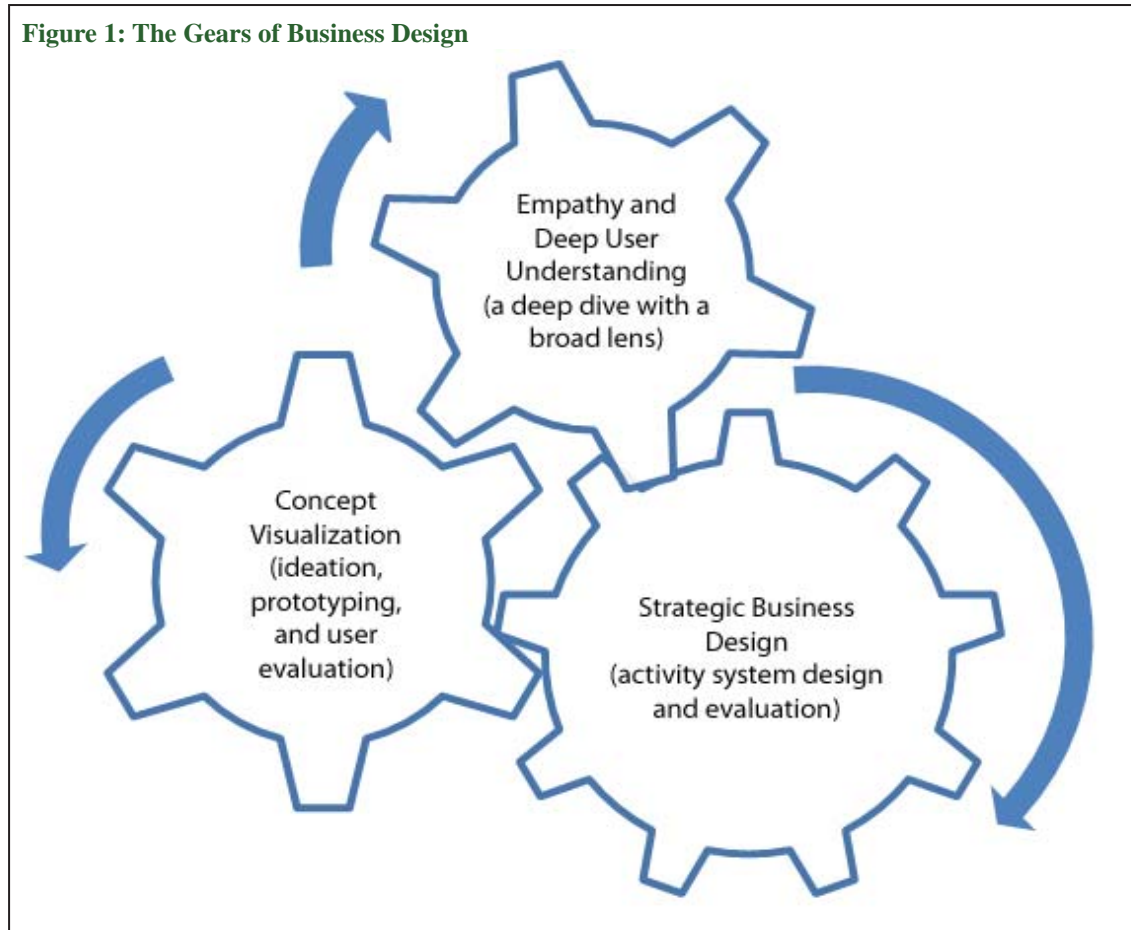 Figure 1: The Gears of Business Design
Empathy and
Deep User
Understanding
(a deep dive with a
broad lens)
Concept
Visualization
(ideation,
prototyping,
and user
evaluation)
Strategic Business
Design
(activity system design
and evaluation)